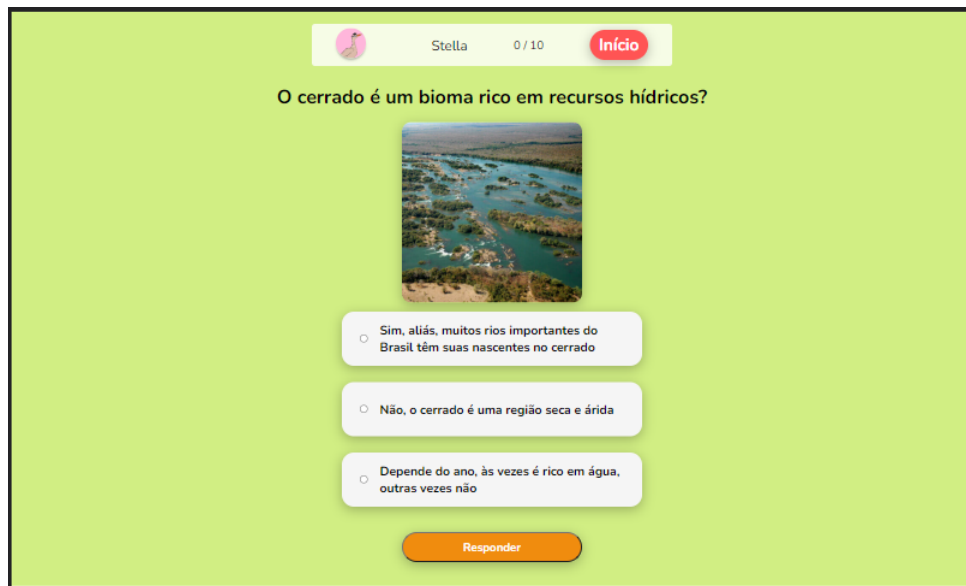 Stella 0 / 10 Início
O cerrado é um bioma rico em recursos hídricos?
Sim, aliás, muitos rios importantes do
Brasil têm suas nascentes no cerrado
Não, o cerrado é uma região seca e árida
Depende do ano, às vezes é rico em água,
outras vezes não
Responder